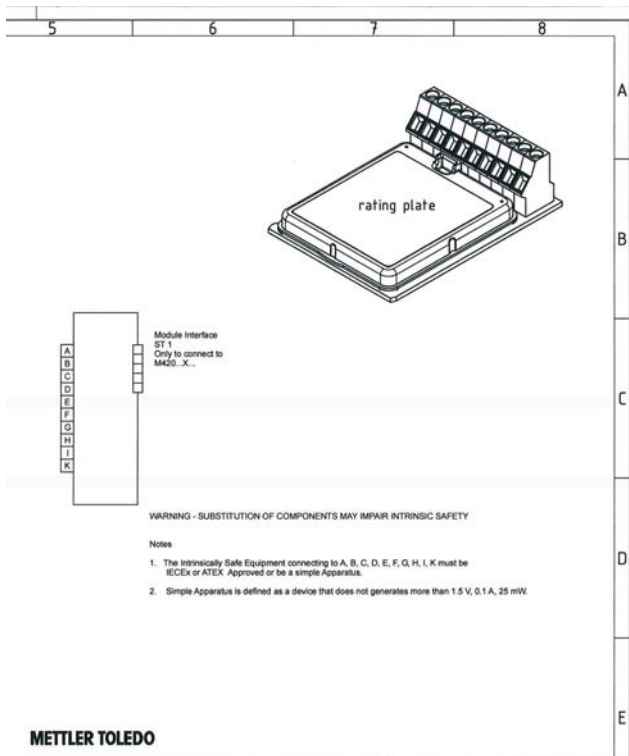 5 6 7 8
A
rating plate
B
Module Interface
ST 1
Only to connect to
M420...X...
A
B
C
D
E
F
G
H
I
K
C
WARNING - SUBSTITUTION OF COMPONENTS MAY IMPAIR INTRINSIC SAFETY
Notes
1. The Intrinsically Safe Equipment connecting to A, B, C, D, E, F, G, H, I, K must be
IECEx or ATEX Approved or be a simple Apparatus.
D
2. Simple Apparatus is defined as a device that does not generates more than 1.5 V, 0.1 A, 25 mW.
E
METTLER TOLEDO